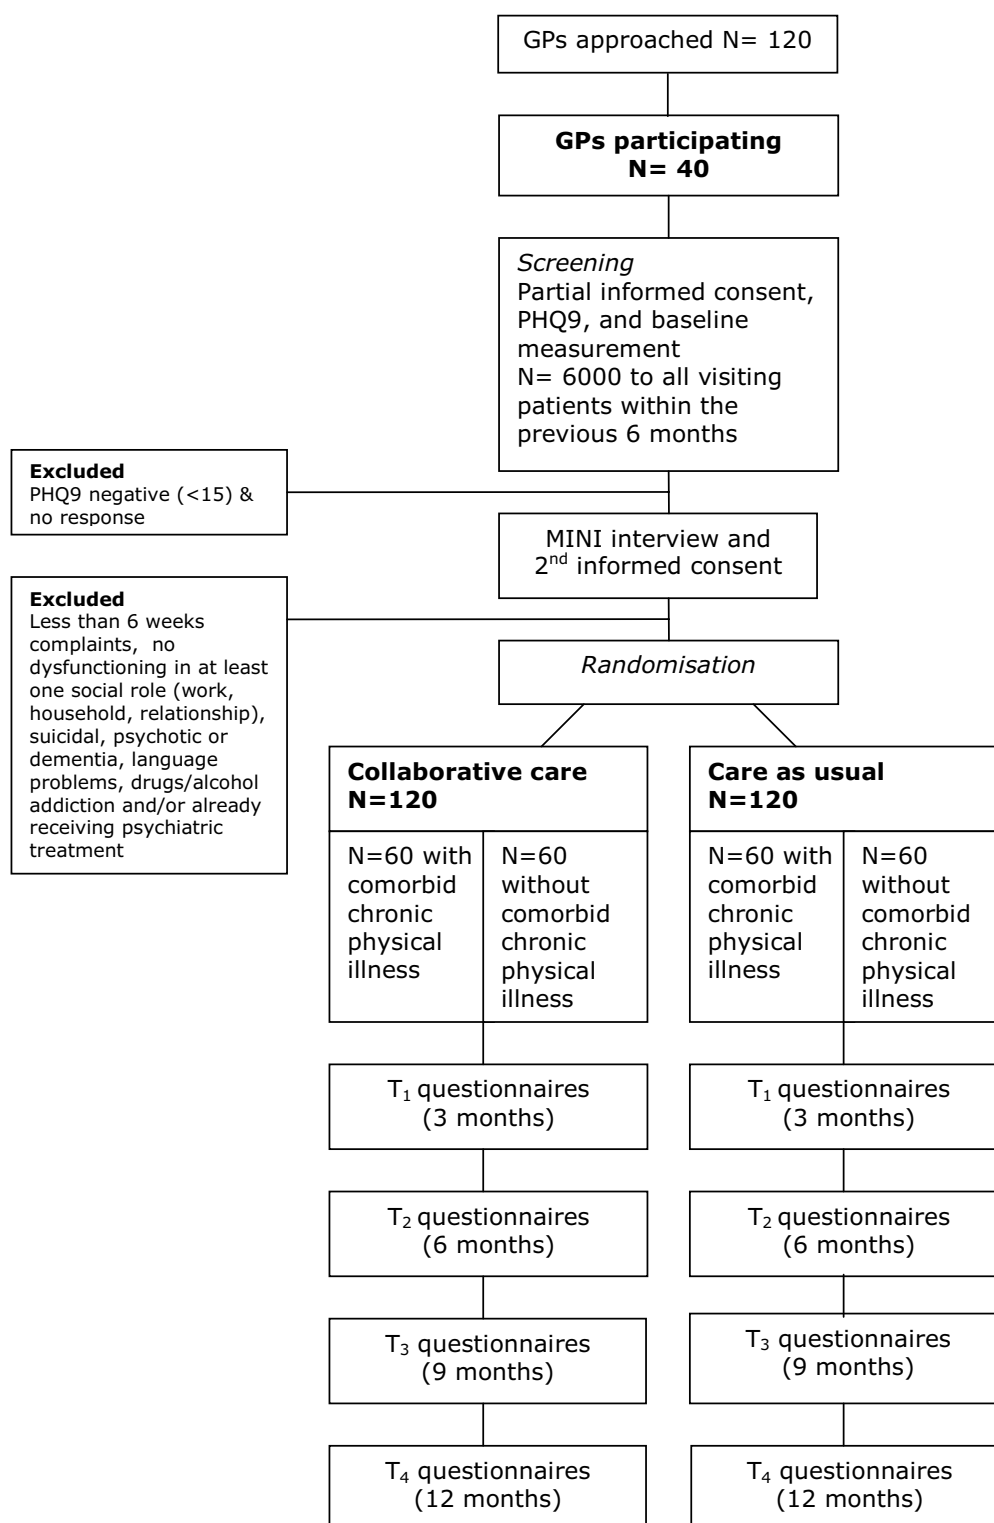 GPs approached N= 120
GPs participating
N= 40
Screening
Partial informed consent,
PHQ9, and baseline
measurement
N= 6000 to all visiting
patients within the
previous 6 months
Excluded
PHQ9 negative (<15) &
no response
MINI interview and
2nd informed consent
Excluded
Less than 6 weeks
complaints,  no
dysfunctioning in at least
one social role (work,
household, relationship),
suicidal, psychotic or
dementia, language
problems, drugs/alcohol
addiction and/or already
receiving psychiatric
treatment
Randomisation
Collaborative care
N=120
N=60 with
comorbid
chronic
physical
illness
N=60
without
comorbid
chronic
physical
illness
Care as usual
N=120
N=60 with
comorbid
chronic
physical
illness
N=60
without
comorbid
chronic
physical
illness
T1 questionnaires
(3 months)
T1 questionnaires
(3 months)
T2 questionnaires
(6 months)
T2 questionnaires
(6 months)
T3 questionnaires
(9 months)
T3 questionnaires
(9 months)
T4 questionnaires
(12 months)
T4 questionnaires
(12 months)